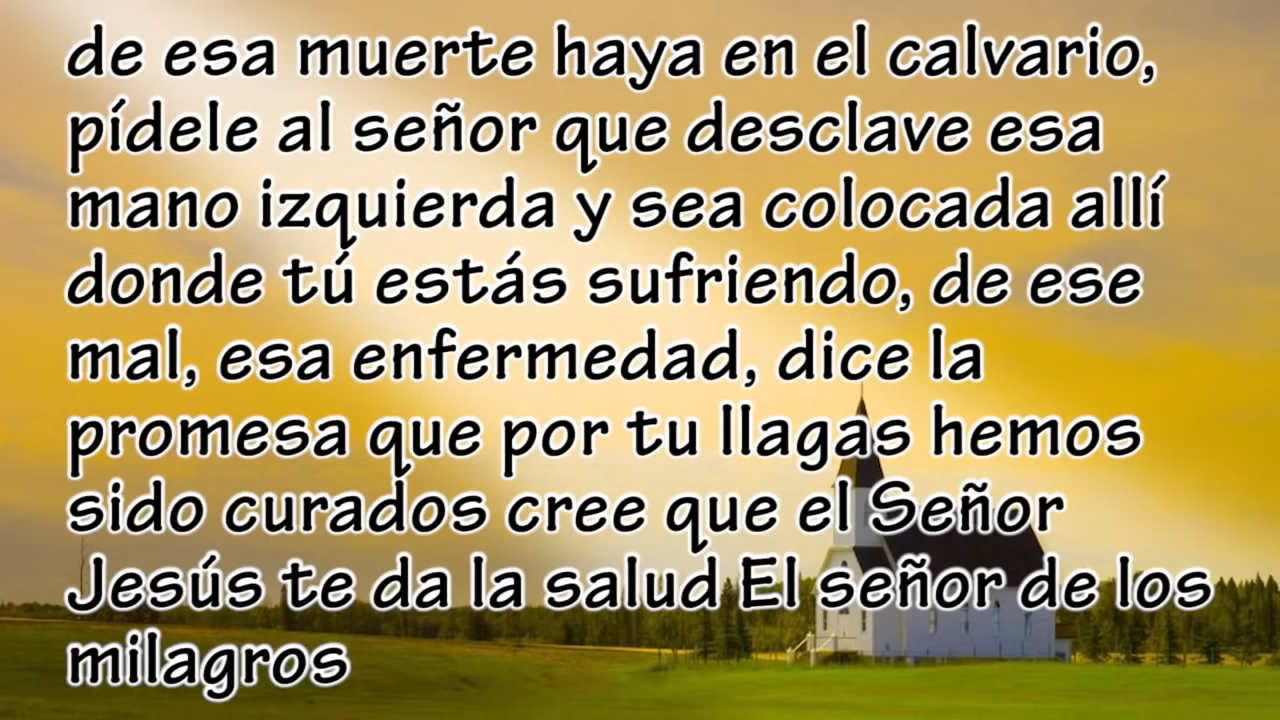 de esa muerte haya en el calvario,
pídele al señor que desclave esa
mano izquierda y sea colocada allí
donde tú estás sufriendo, de ese
mal, esa enfermedad, dice la
promesa que por tu llagas hemos
sido curados cree que el Señor
Jesús te da la salud El señor de los
milagros